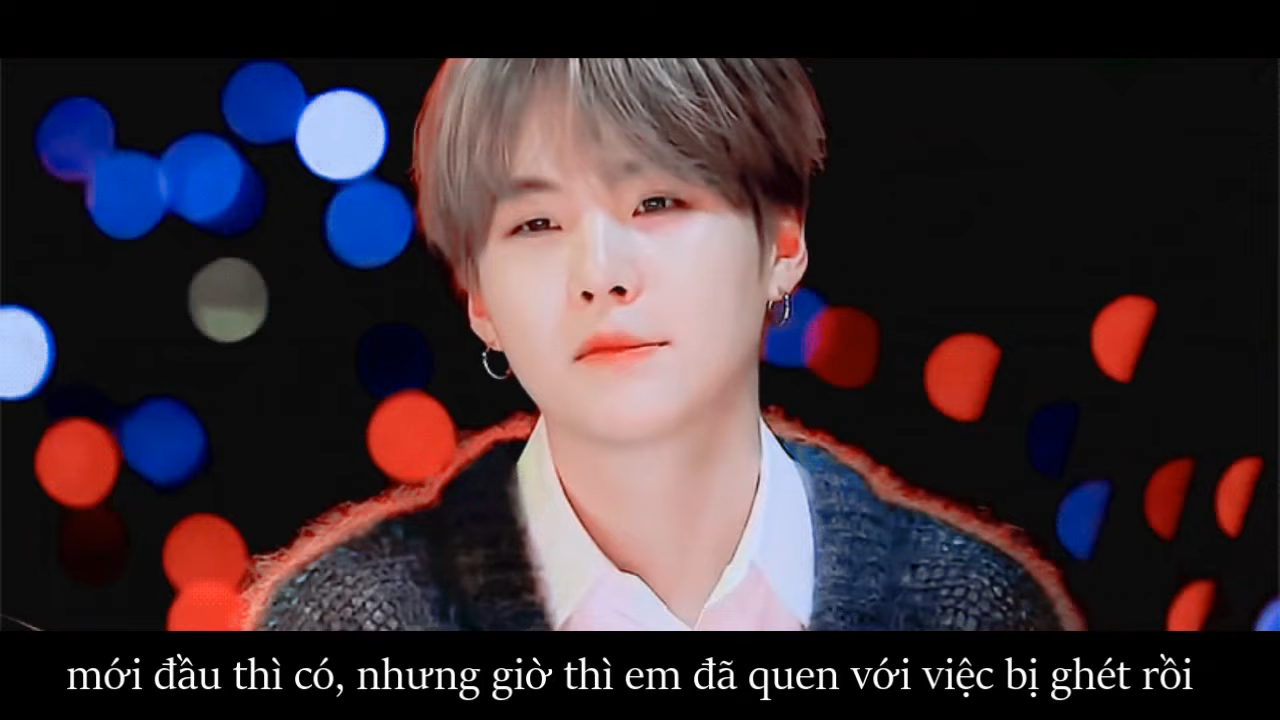 mới đầu thì có, nhưng giờ thì em đã quen với việc bị ghét rồi